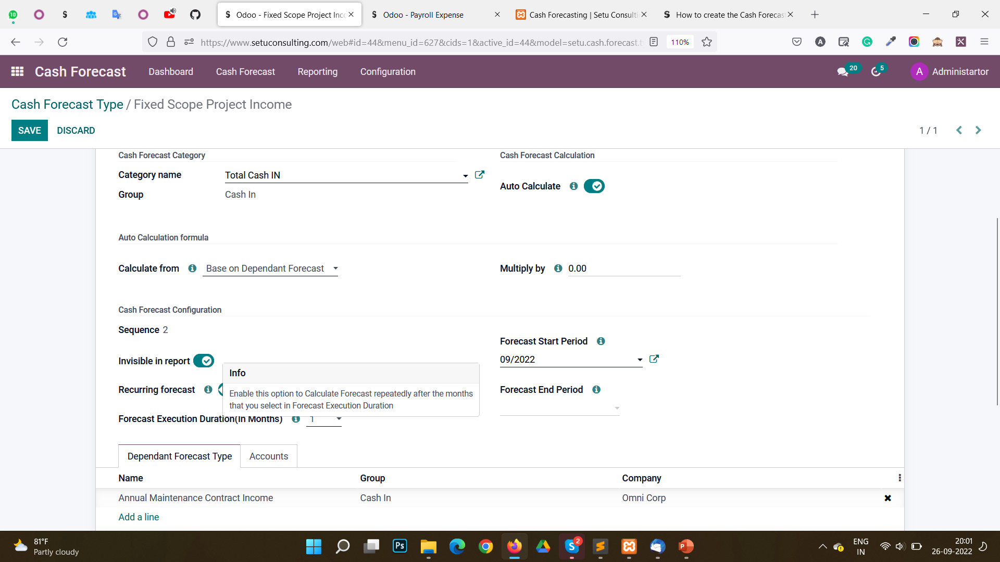 10
Odoo - Fixed Scope Project Inco
Odoo - Payroll Expense
Cash Forecasting | Setu Consulti
How to create the Cash Forecas
https://www.setuconsulting.com/web#id=44&menu_id=627&cids=1&active_id=44&model=setu.cash.forecast.t
110%
Cash Forecast
Dashboard
Cash Forecast
Reporting
Configuration
20
5
A
Administartor
Cash Forecast Type / Fixed Scope Project Income
SAVE
DISCARD
1 / 1
Cash Forecast Category
Cash Forecast Calculation
Category name
Total Cash IN
Auto Calculate
Group
Cash In
Auto Calculation formula
Calculate from
Base on Dependant Forecast
Multiply by
0.00
Cash Forecast Configuration
Sequence 2
Forecast Start Period
09/2022
Invisible in report
Info
Enable this option to Calculate Forecast repeatedly after the months
that you select in Forecast Execution Duration
Recurring forecast
Forecast End Period
Forecast Execution Duration(In Months)
1
Dependant Forecast Type
Accounts
Name
Group
Company
Annual Maintenance Contract Income
Cash In
Omni Corp
Add a line
81°F
Partly cloudy
Ps
S
2
P
ENG
IN
20:01
26-09-2022